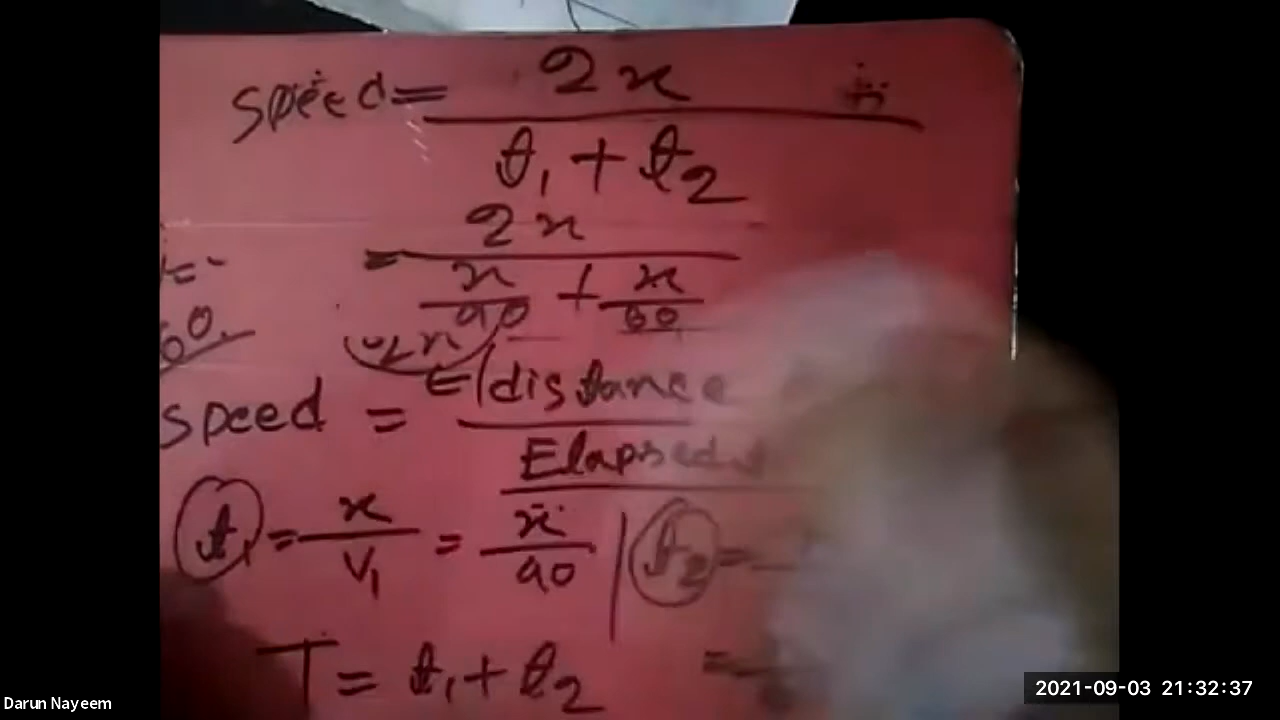 speed = 2x
t1 + t2
= 2x
x/90 + x/60
60.
speed = E/distance
Elapsed
t1 = x/V1 = x/90 | t2 =
T = t1 + t2 =
Darun Nayeem
2021-09-03 21:32:37